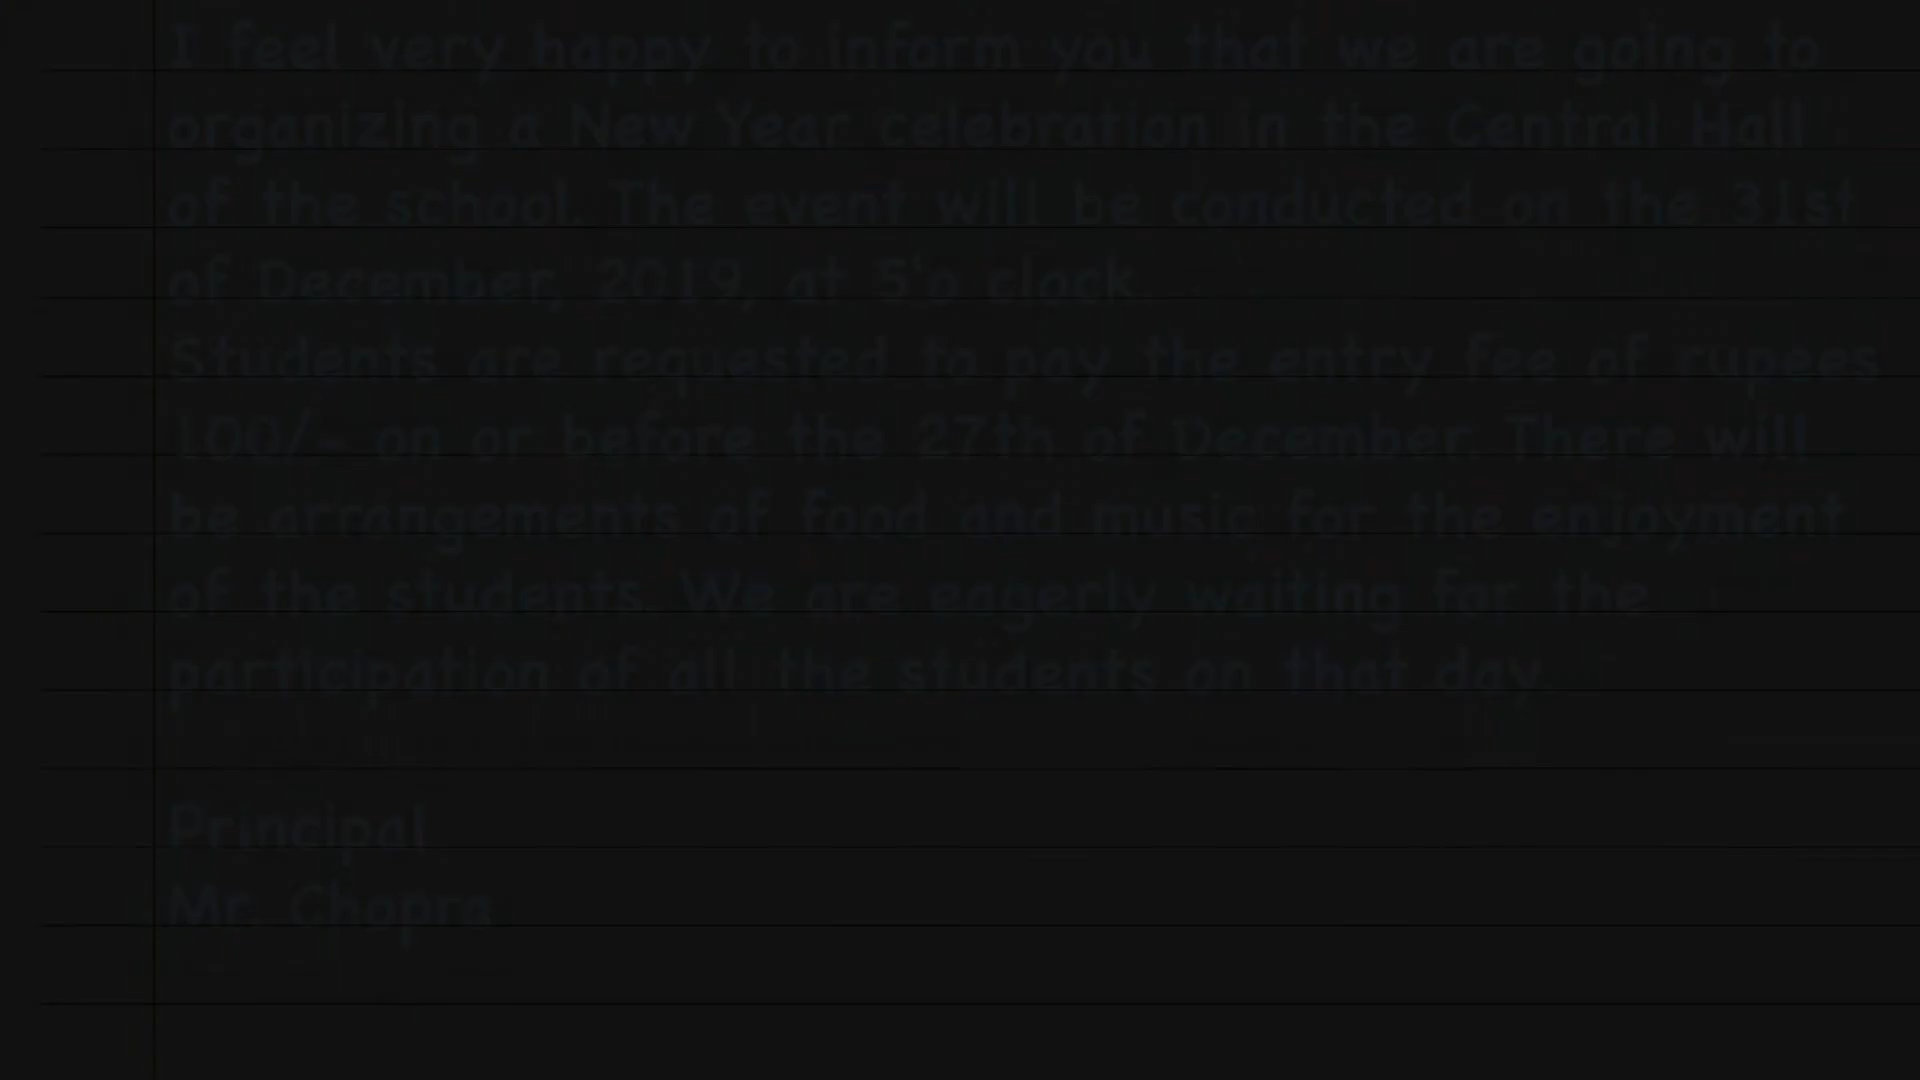 I feel very happy to inform you that we are going to
organizing a New Year celebration in the Central Hall
of the school. The event will be conducted on the 31st
of December, 2019, at 5'o clock
Students are requested to pay the entry fee of rupees
100/- on or before the 27th of December. There will
be arrangements of food and music for the enjoyment
of the students. We are eagerly waiting for the
participation of all the students on that day.
Principal
Mr. Chopra